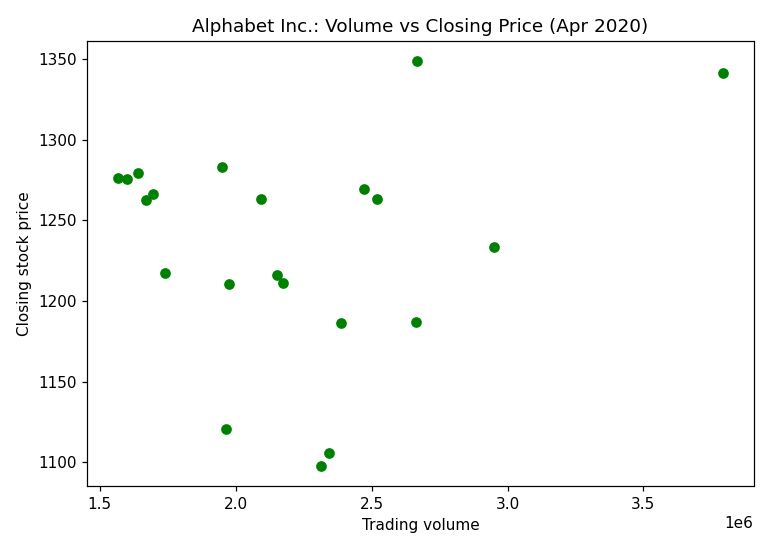 Alphabet Inc.: Volume vs Closing Price (Apr 2020)
1350
1300
1250
1200
1150
1100
Closing stock price
1.5 2.0 2.5 3.0 3.5
1e6
Trading volume